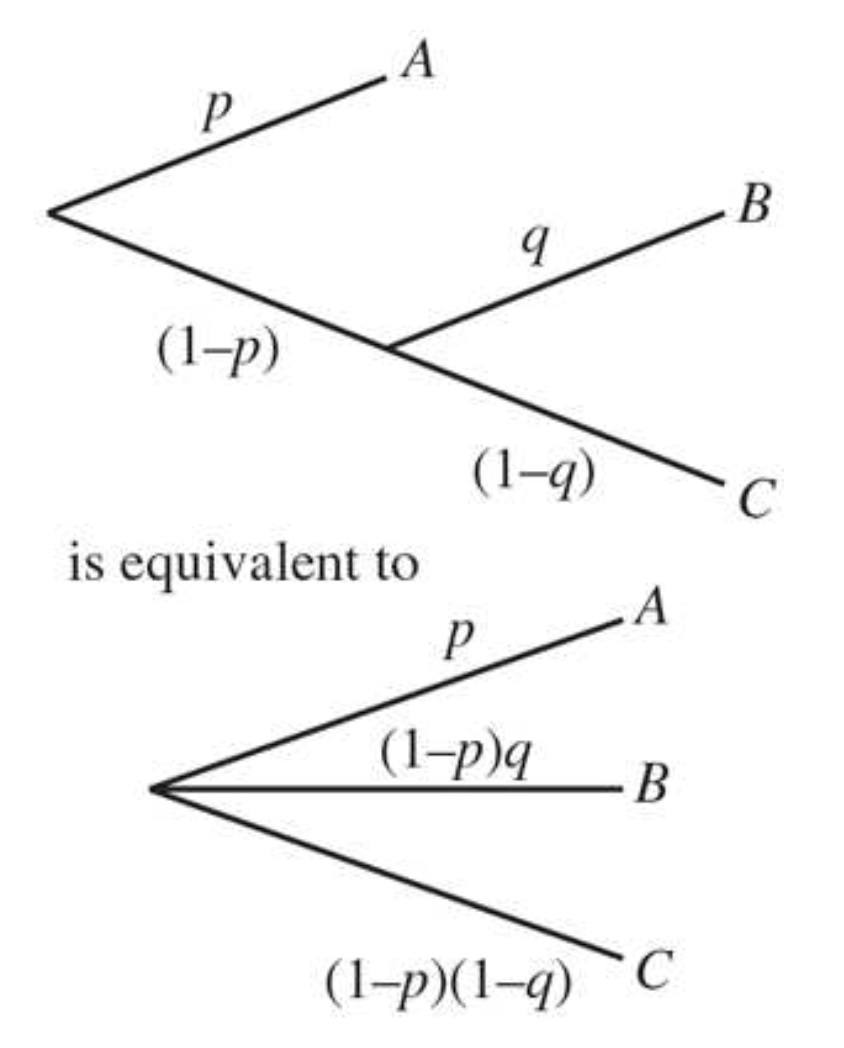 A
p
B
q
(1–p)
(1–q)
C
is equivalent to
A
p
(1–p)q
B
C
(1–p)(1–q)